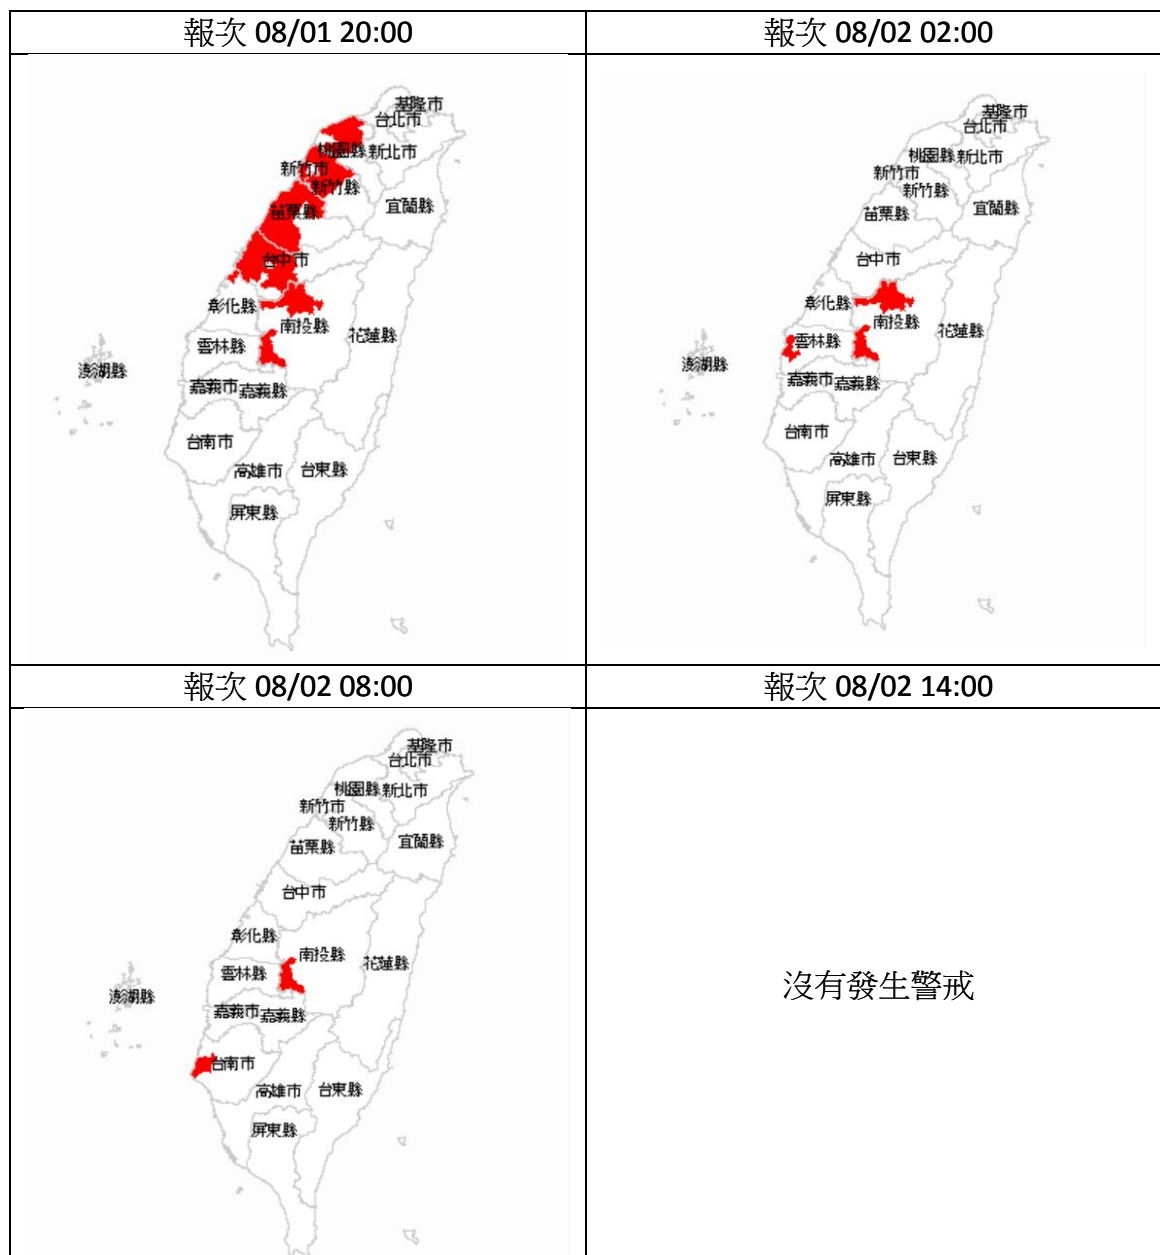 報次 08/01 20:00
報次 08/02 02:00
基隆市
台北市
桃園縣 新北市
新竹市
新竹縣
宜蘭縣
苗栗縣
台中市
彰化縣
南投縣
花蓮縣
雲林縣
澎湖縣
嘉義市 嘉義縣
台南市
高雄市 台東縣
屏東縣
基隆市
台北市
桃園縣 新北市
新竹市
新竹縣
宜蘭縣
苗栗縣
台中市
彰化縣
南投縣
花蓮縣
雲林縣
澎湖縣
嘉義市 嘉義縣
台南市
高雄市 台東縣
屏東縣
報次 08/02 08:00
報次 08/02 14:00
基隆市
台北市
桃園縣 新北市
新竹市
新竹縣
宜蘭縣
苗栗縣
台中市
彰化縣
南投縣
花蓮縣
雲林縣
澎湖縣
嘉義市 嘉義縣
台南市
高雄市 台東縣
屏東縣
沒有發生警戒